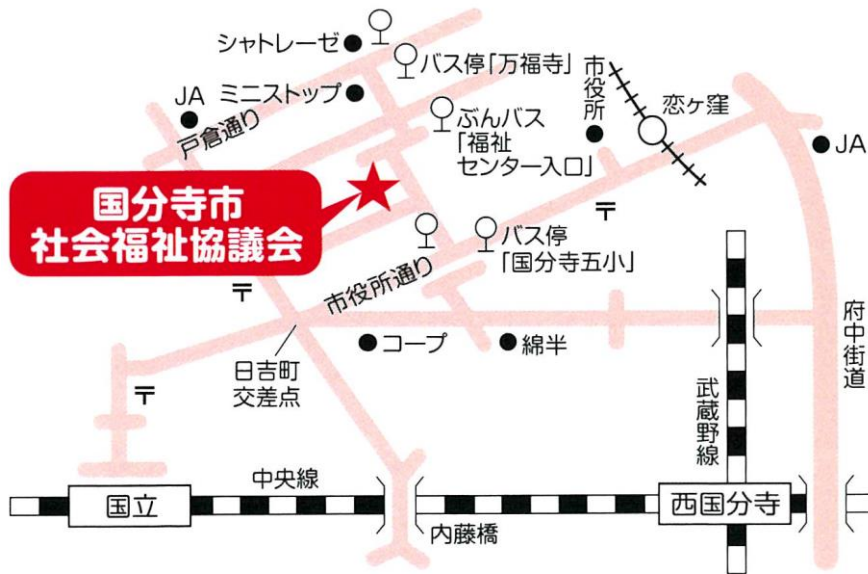 シャトレーゼ
バス停「万福寺」
JA
ミニストップ
戸倉通り
ぶんバス
「福祉
センター入口」
市役所
恋ヶ窪
JA
国分寺市
社会福祉協議会
〒
バス停
「国分寺五小」
〒
市役所通り
コープ
綿半
日吉町
交差点
〒
府中街道
武蔵野線
中央線
国立
西国分寺
内藤橋